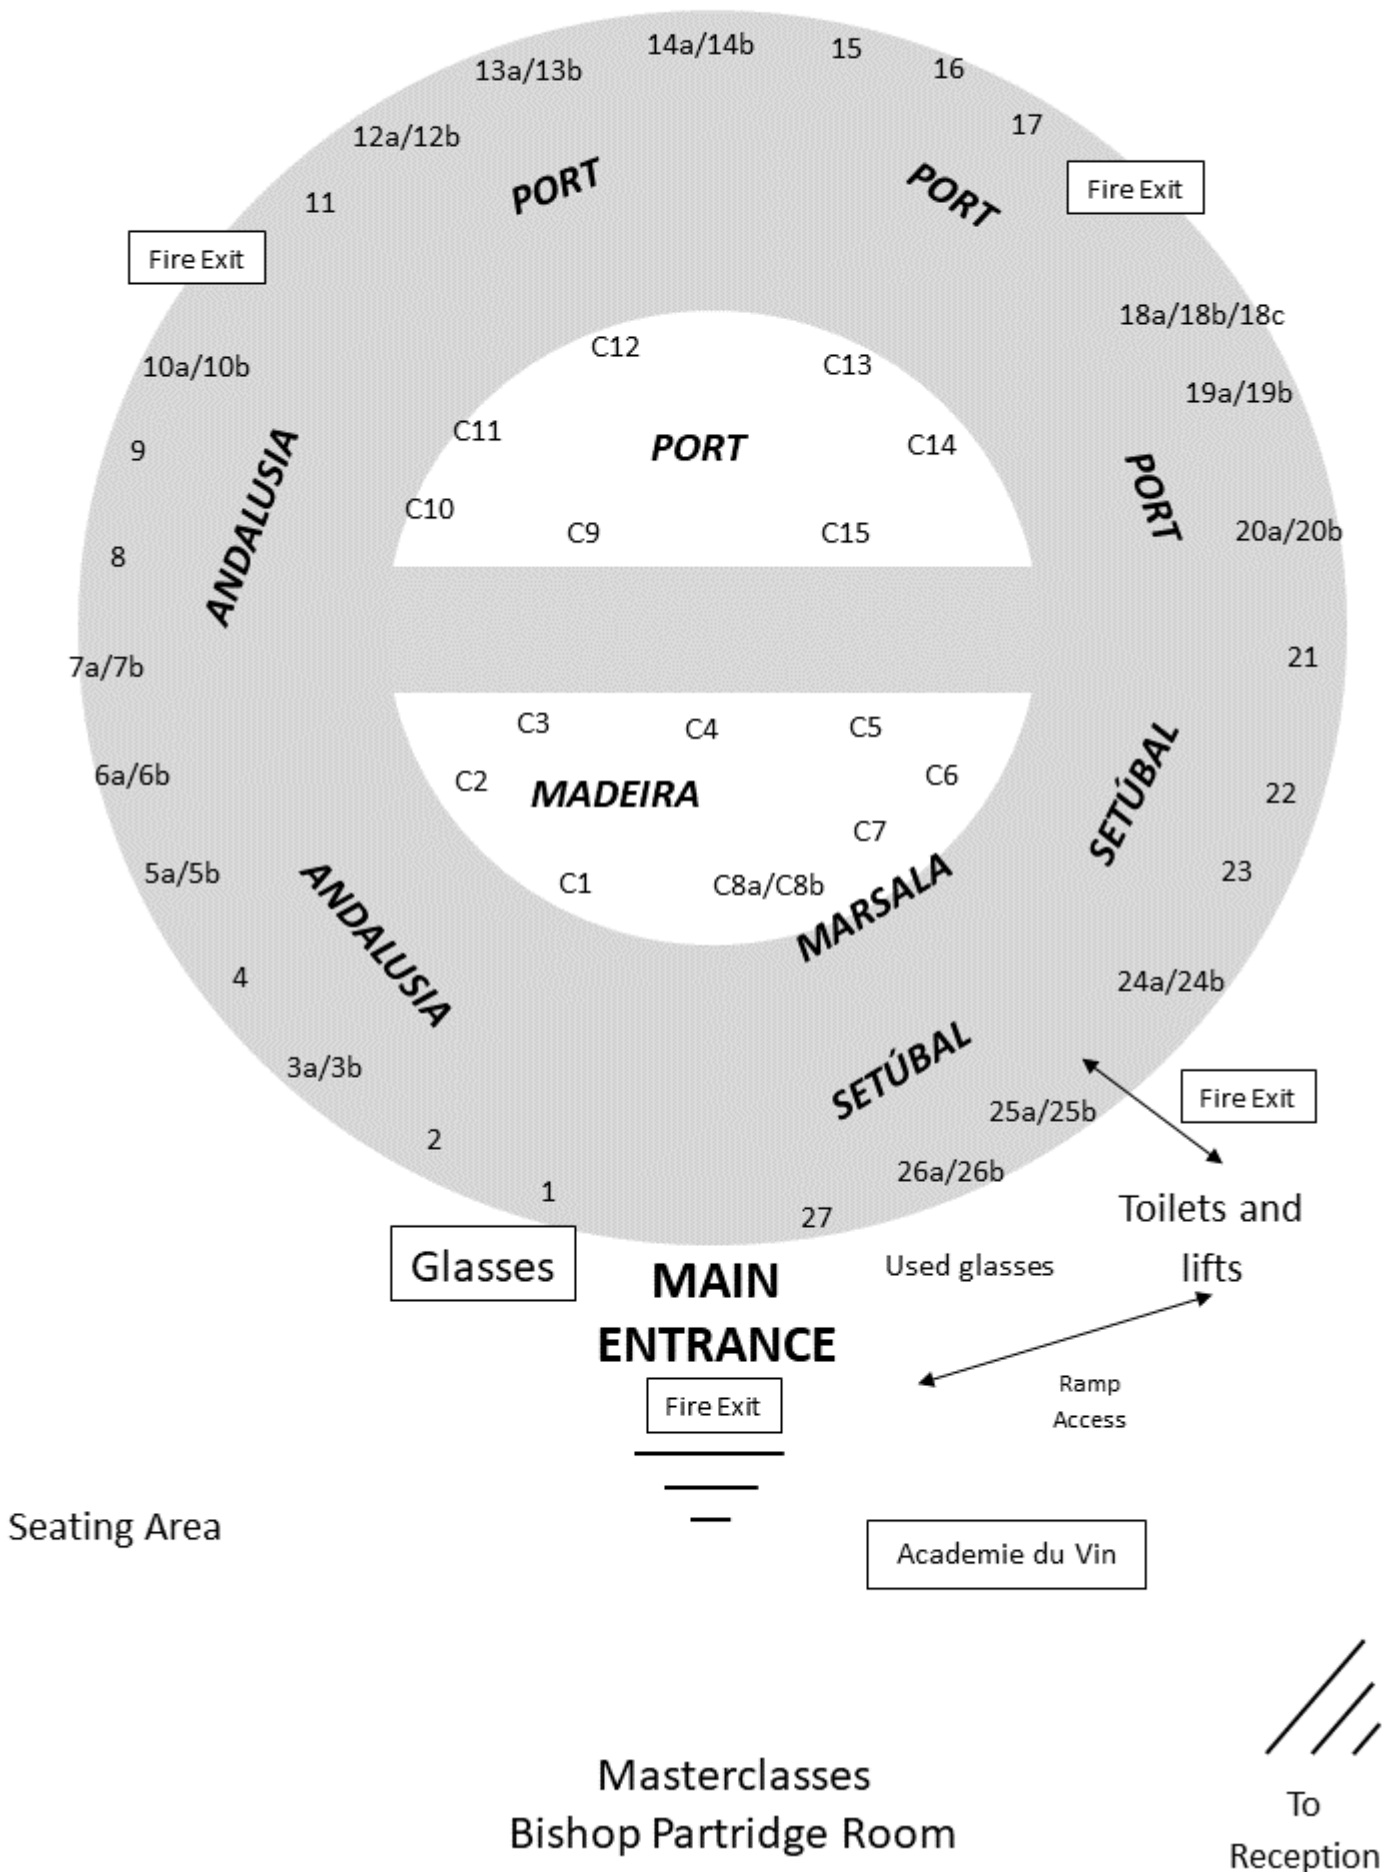 14a/14b
15
13a/13b
16
17
12a/12b
PORT
PORT
Fire Exit
11
Fire Exit
18a/18b/18c
C12
C13
10a/10b
19a/19b
C11
PORT
C14
9
ANDALUSIA
PORT
C10
C9
C15
20a/20b
8
7a/7b
21
C3
C4
C5
6a/6b
C2
MADEIRA
C6
SETÚBAL
22
C7
5a/5b
C1
C8a/C8b
MARSALA
23
ANDALUSIA
4
24a/24b
3a/3b
SETÚBAL
Fire Exit
25a/25b
2
26a/26b
1
27
Toilets and
lifts
Glasses
MAIN
ENTRANCE
Used glasses
Fire Exit
Ramp
Access
Seating Area
Academie du Vin
Masterclasses
Bishop Partridge Room
To
Reception